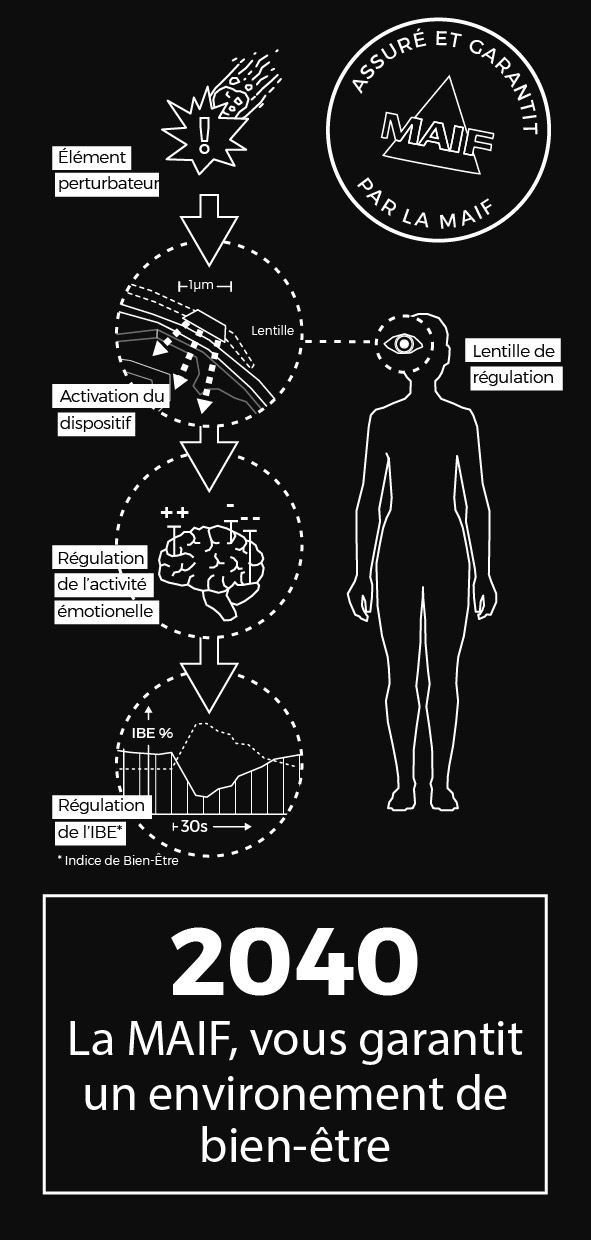 ASSURÉ ET GARANTIT
MAIF
PAR LA MAIF
!
Élément
perturbateur
1µm
Lentille
Lentille de
régulation
Activation du
dispositif
++
-
--
Régulation
de l'activité
émotionelle
IBE %
Régulation
de l'IBE*
30s
* Indice de Bien-Être
2040
La MAIF, vous garantit
un environement de
bien-être